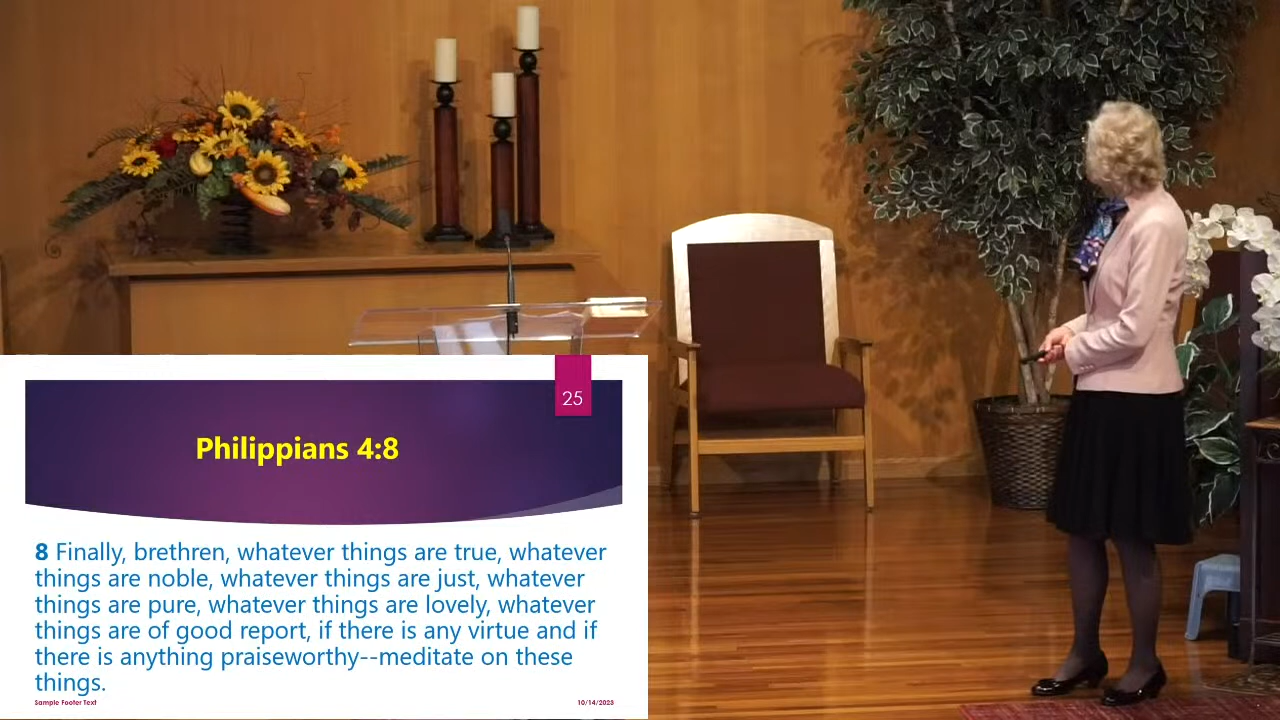 25
Philippians 4:8
8 Finally, brethren, whatever things are true, whatever
things are noble, whatever things are just, whatever
things are pure, whatever things are lovely, whatever
things are of good report, if there is any virtue and if
there is anything praiseworthy--meditate on these
things.
Sample Footer Text
10/14/2023